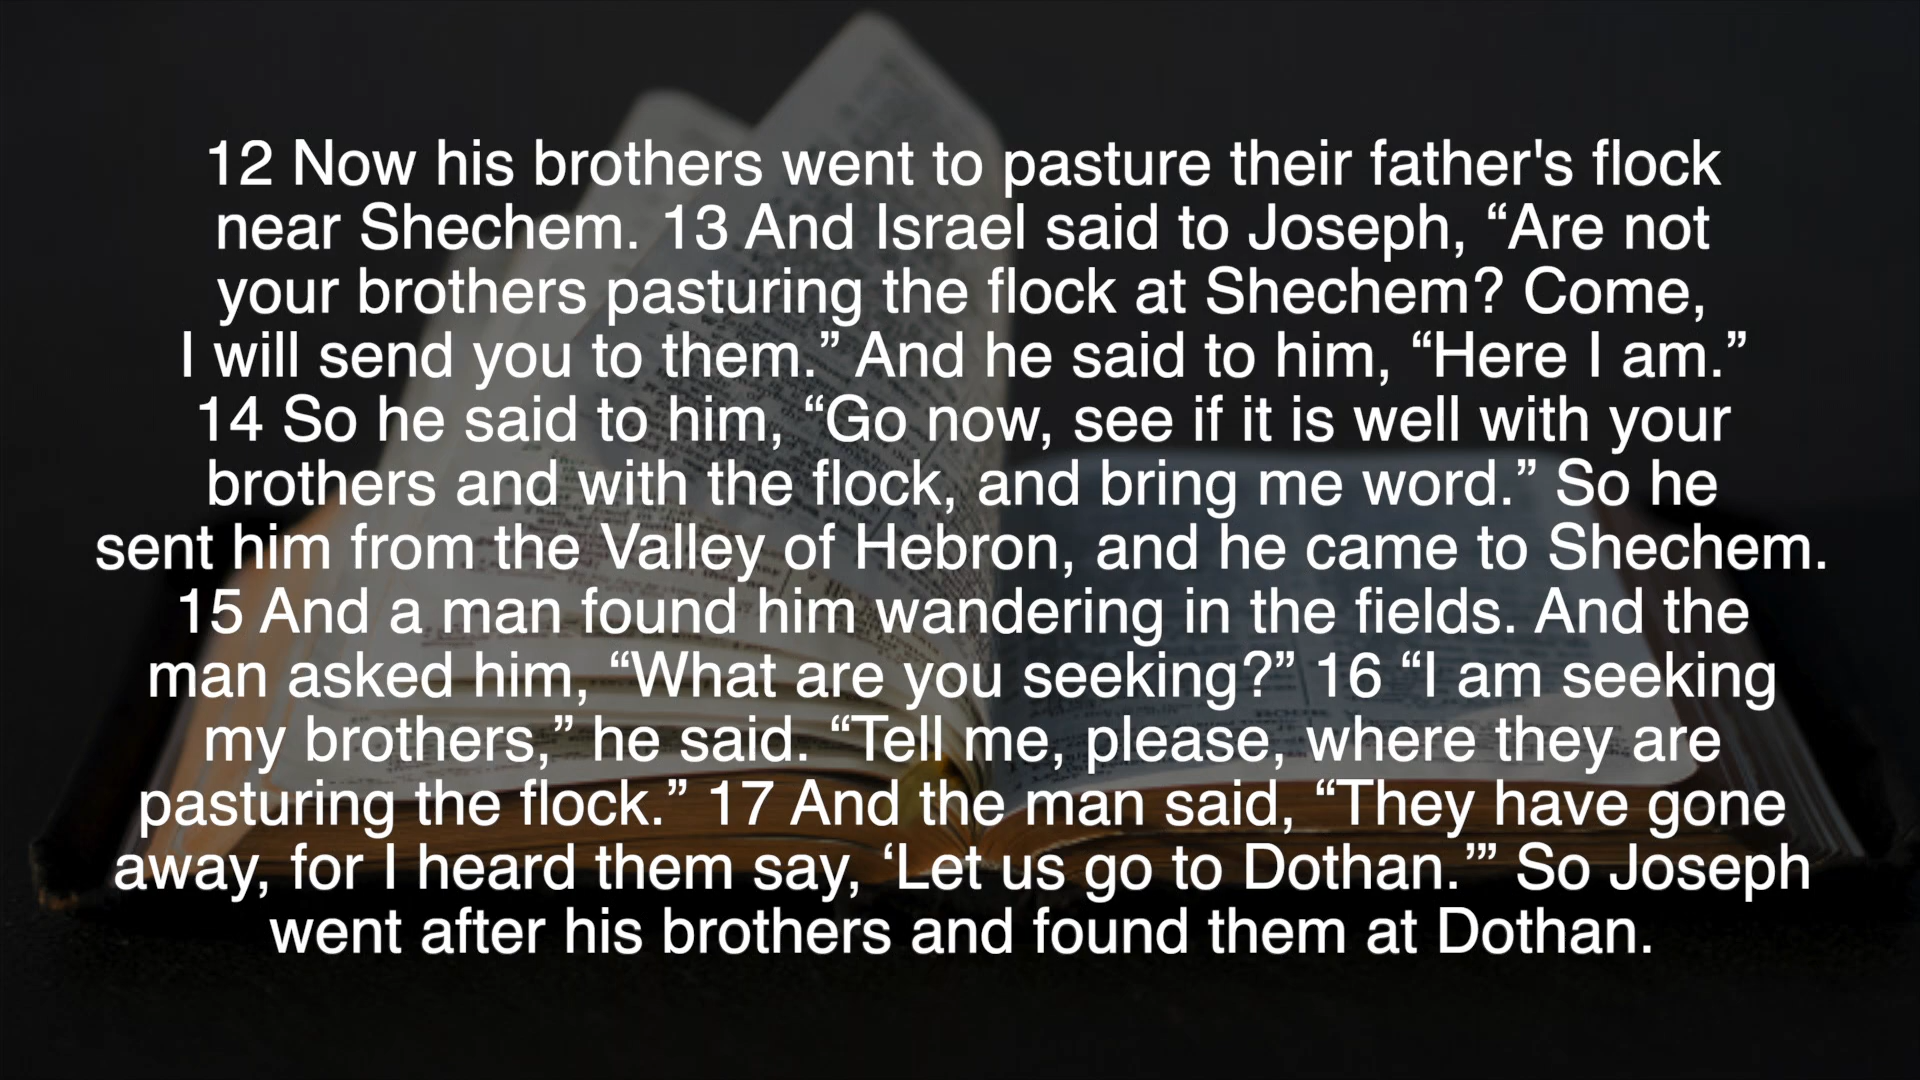 12 Now his brothers went to pasture their father's flock
near Shechem. 13 And Israel said to Joseph, “Are not
your brothers pasturing the flock at Shechem? Come,
I will send you to them.” And he said to him, “Here I am.”
14 So he said to him, “Go now, see if it is well with your
brothers and with the flock, and bring me word.” So he
sent him from the Valley of Hebron, and he came to Shechem.
15 And a man found him wandering in the fields. And the
man asked him, “What are you seeking?” 16 “I am seeking
my brothers,” he said. “Tell me, please, where they are
pasturing the flock.” 17 And the man said, “They have gone
away, for I heard them say, ‘Let us go to Dothan.’” So Joseph
went after his brothers and found them at Dothan.